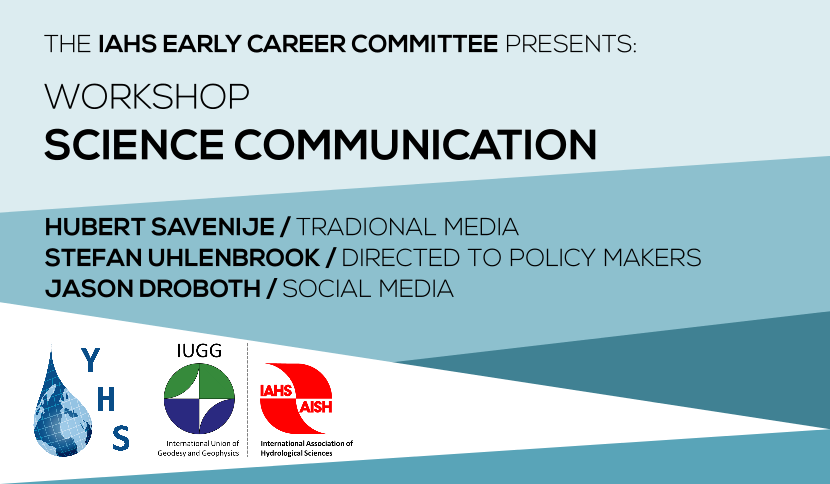 THE IAHS EARLY CAREER COMMITTEE PRESENTS:
WORKSHOP
SCIENCE COMMUNICATION
HUBERT SAVENIJE / TRADIONAL MEDIA
STEFAN UHLENBROOK / DIRECTED TO POLICY MAKERS
JASON DROBOTH / SOCIAL MEDIA
Y
H
S
IUGG
International Union of
Geodesy and Geophysics
IAHS
AISH
International Association of
Hydrological Sciences